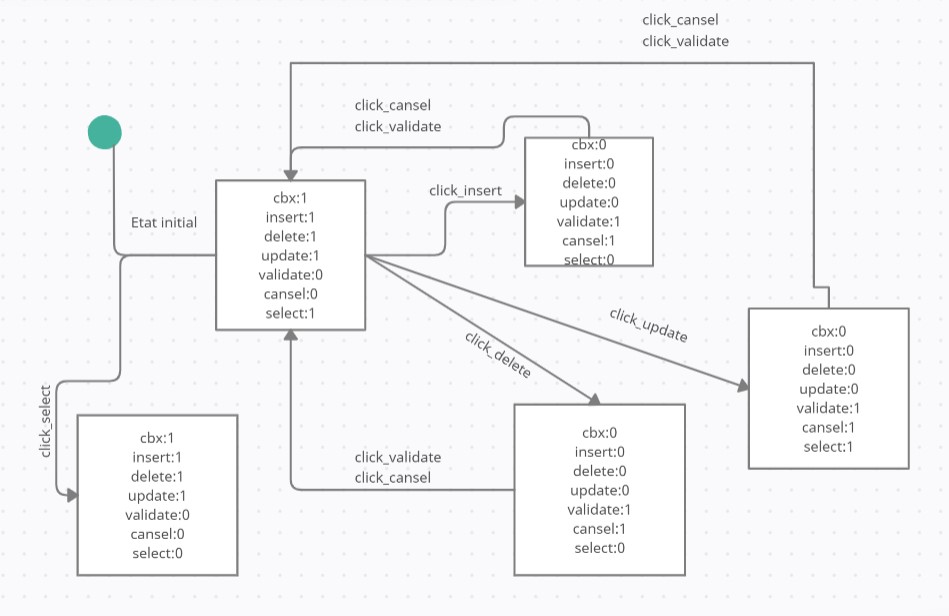 click_cansel
click_validate
click_cansel
click_validate
cbx:0
insert:0
delete:0
update:0
validate:1
cansel:1
select:0
click_insert
Etat initial
cbx:1
insert:1
delete:1
update:1
validate:0
cansel:0
select:1
click_update
click_delete
cbx:0
insert:0
delete:0
update:0
validate:1
cansel:1
select:1
click_select
cbx:1
insert:1
delete:1
update:1
validate:0
cansel:0
select:0
click_validate
click_cansel
cbx:0
insert:0
delete:0
update:0
validate:1
cansel:1
select:0